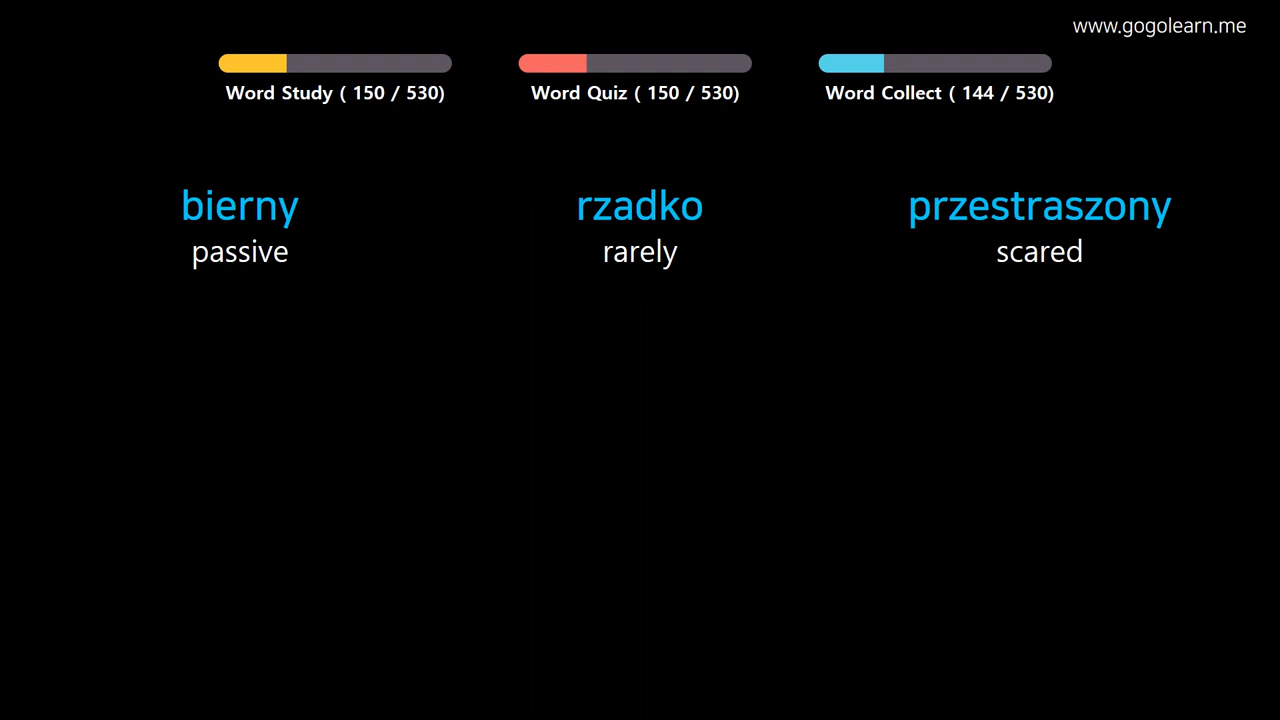 www.gogolearn.me
Word Study ( 150 / 530)
Word Quiz ( 150 / 530)
Word Collect ( 144 / 530)
bierny
passive
rzadko
rarely
przestraszony
scared